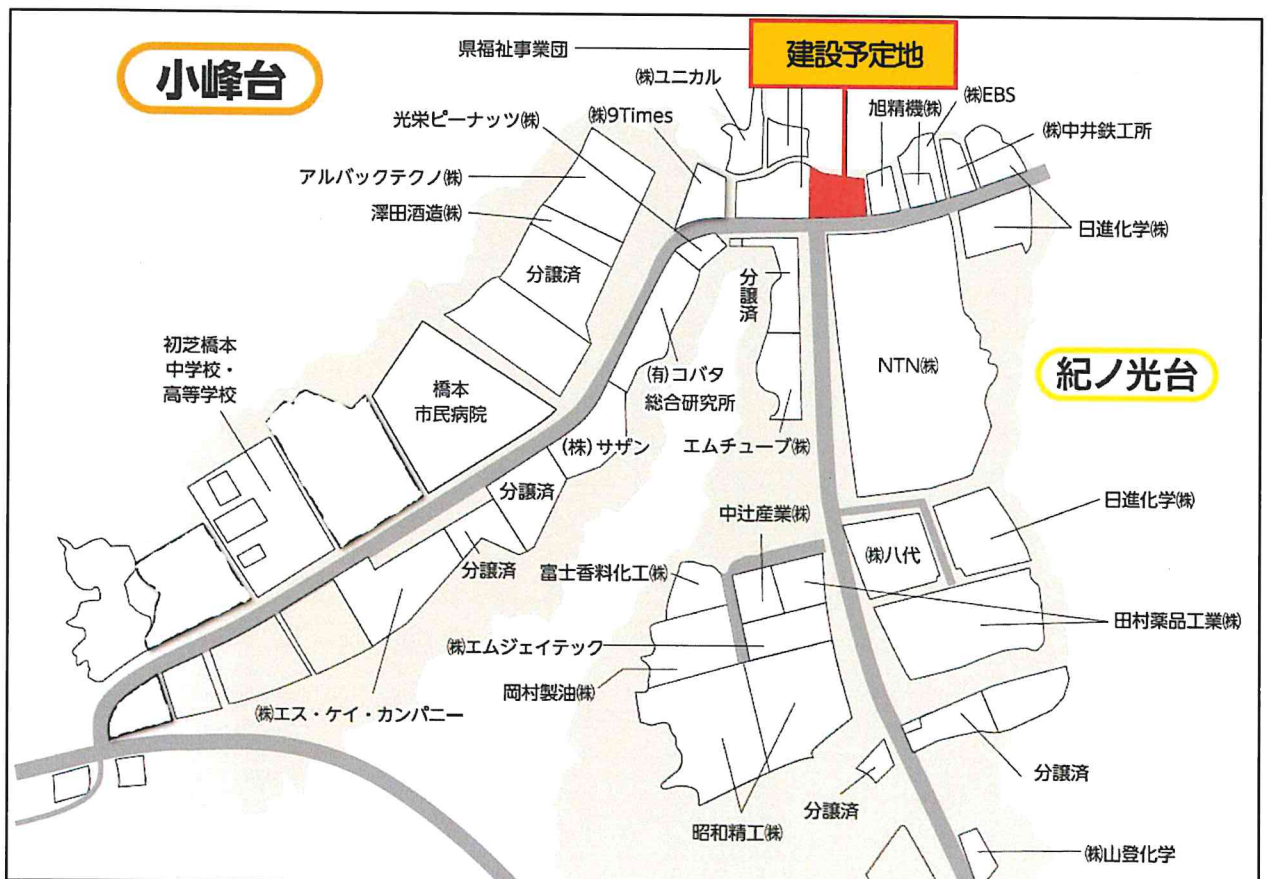 小峰台
県福祉事業団
建設予定地
㈱ユニカル
㈱EBS
旭精機㈱
光栄ピーナッツ㈱
㈱9Times
㈱中井鉄工所
アルバックテクノ㈱
澤田酒造㈱
日進化学㈱
分譲済
分譲済
初芝橋本
中学校・
高等学校
橋本
市民病院
㈲コバタ
総合研究所
NTN㈱
紀ノ光台
(株)サザン
エムチューブ㈱
分譲済
日進化学㈱
中辻産業㈱
㈱八代
分譲済
富士香料化工㈱
田村薬品工業㈱
㈱エムジェイテック
岡村製油㈱
㈱エス・ケイ・カンパニー
分譲済
分譲済
昭和精工㈱
㈱山登化学